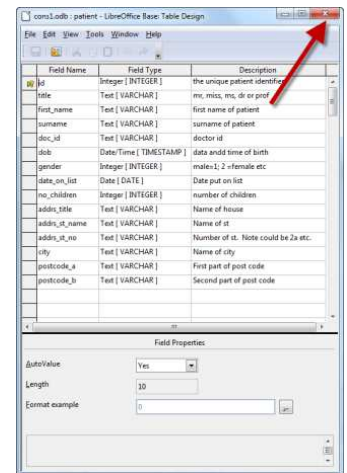 cons1.odb : patient - LibreOffice Base: Table Design
File Edit View Tools Window Help
Field Name Field Type Description
id Integer [ INTEGER ] the unique patient identifier
title Text [ VARCHAR ] mr, miss, ms, dr or prof
first_name Text [ VARCHAR ] first name of patient
surname Text [ VARCHAR ] surname of patient
doc_id Text [ VARCHAR ] doctor id
dob Date/Time [ TIMESTAMP ] data andd time of birth
gender Integer [ INTEGER ] male=1; 2 =female etc
date_on_list Date [ DATE ] Date put on list
no_children Integer [ INTEGER ] number of children
addrs_title Text [ VARCHAR ] Name of house
addrs_st_name Text [ VARCHAR ] Name of st
addrs_st_no Text [ VARCHAR ] Number of st. Note could be 2a etc.
city Text [ VARCHAR ] Name of city
postcode_a Text [ VARCHAR ] First part of post code
postcode_b Text [ VARCHAR ] Second part of post code
Field Properties
AutoValue Yes
Length 10
Format example 0